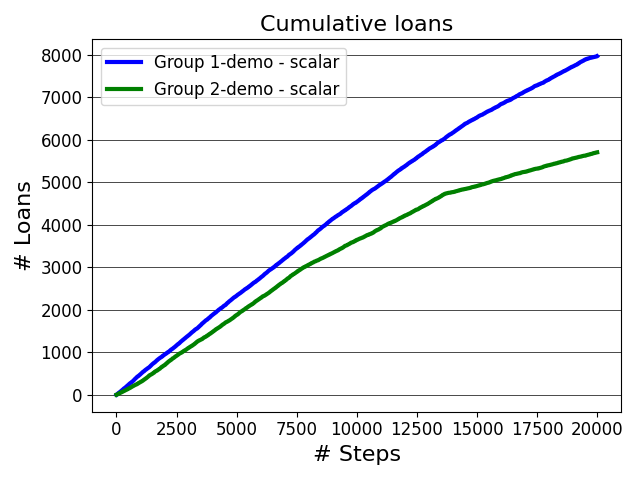 Cumulative loans
Group 1-demo - scalar
Group 2-demo - scalar
# Loans
8000
7000
6000
5000
4000
3000
2000
1000
0
0 2500 5000 7500 10000 12500 15000 17500 20000
# Steps